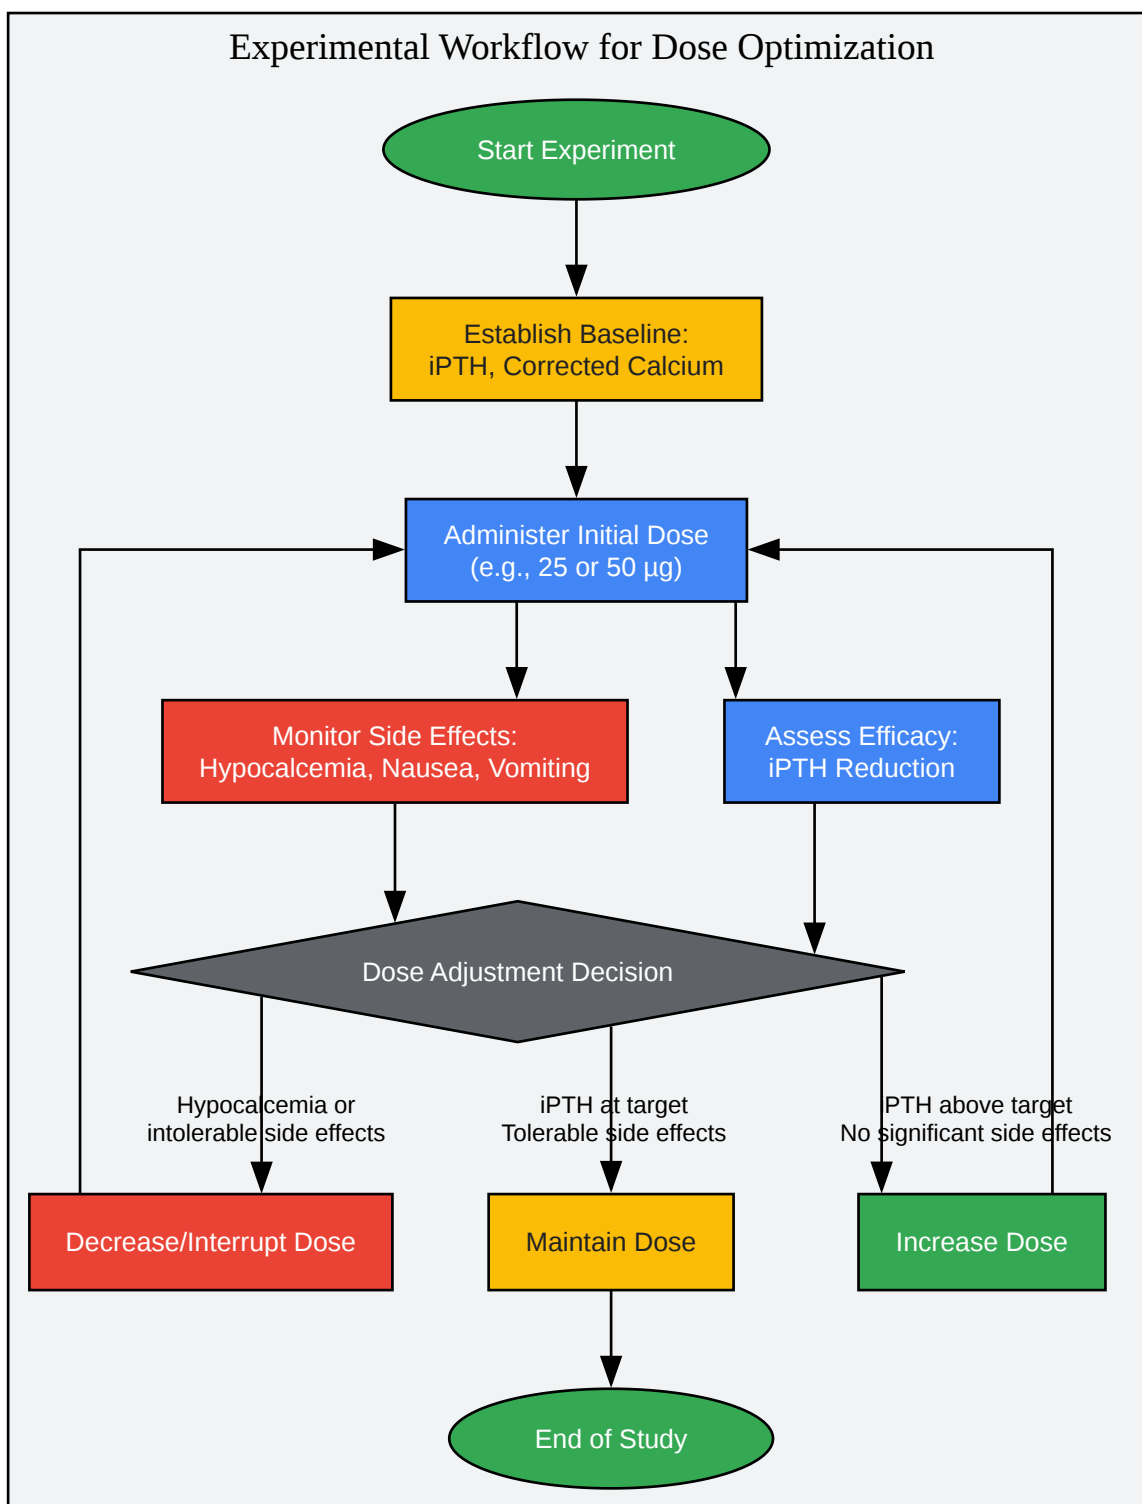 Experimental Workflow for Dose Optimization
Start Experiment
Establish Baseline:
iPTH, Corrected Calcium
Administer Initial Dose
(e.g., 25 or 50 µg)
Monitor Side Effects:
Hypocalcemia, Nausea, Vomiting
Assess Efficacy:
iPTH Reduction
Dose Adjustment Decision
Hypocalcemia or
intolerable side effects
iPTH at target
Tolerable side effects
iPTH above target
No significant side effects
Decrease/Interrupt Dose
Maintain Dose
Increase Dose
End of Study